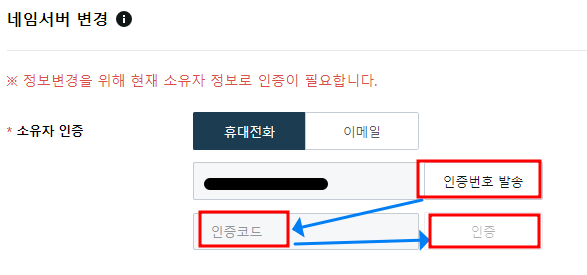 네임서버 변경
※ 정보변경을 위해 현재 소유자 정보로 인증이 필요합니다.
* 소유자 인증 휴대전화 이메일
인증번호 발송
인증코드 인증